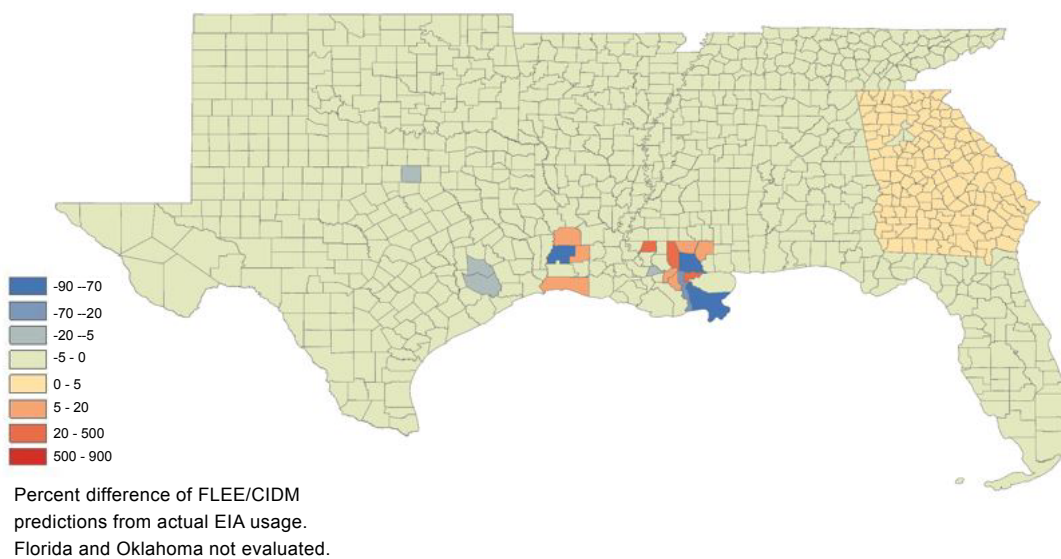 -90 --70
-70 --20
-20 --5
-5 - 0
0 - 5
5 - 20
20 - 500
500 - 900
Percent difference of FLEE/CIDM
predictions from actual EIA usage.
Florida and Oklahoma not evaluated.